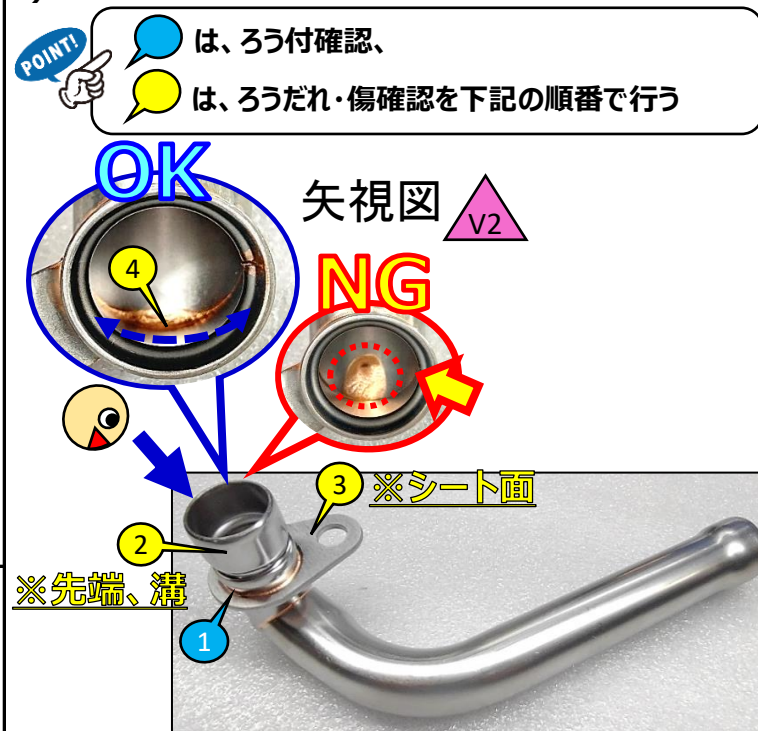 POINT!
は、ろう付確認、
は、ろうだれ・傷確認を下記の順番で行う
OK
矢視図 V2
NG
4
3 ※シート面
2
※先端、溝
1